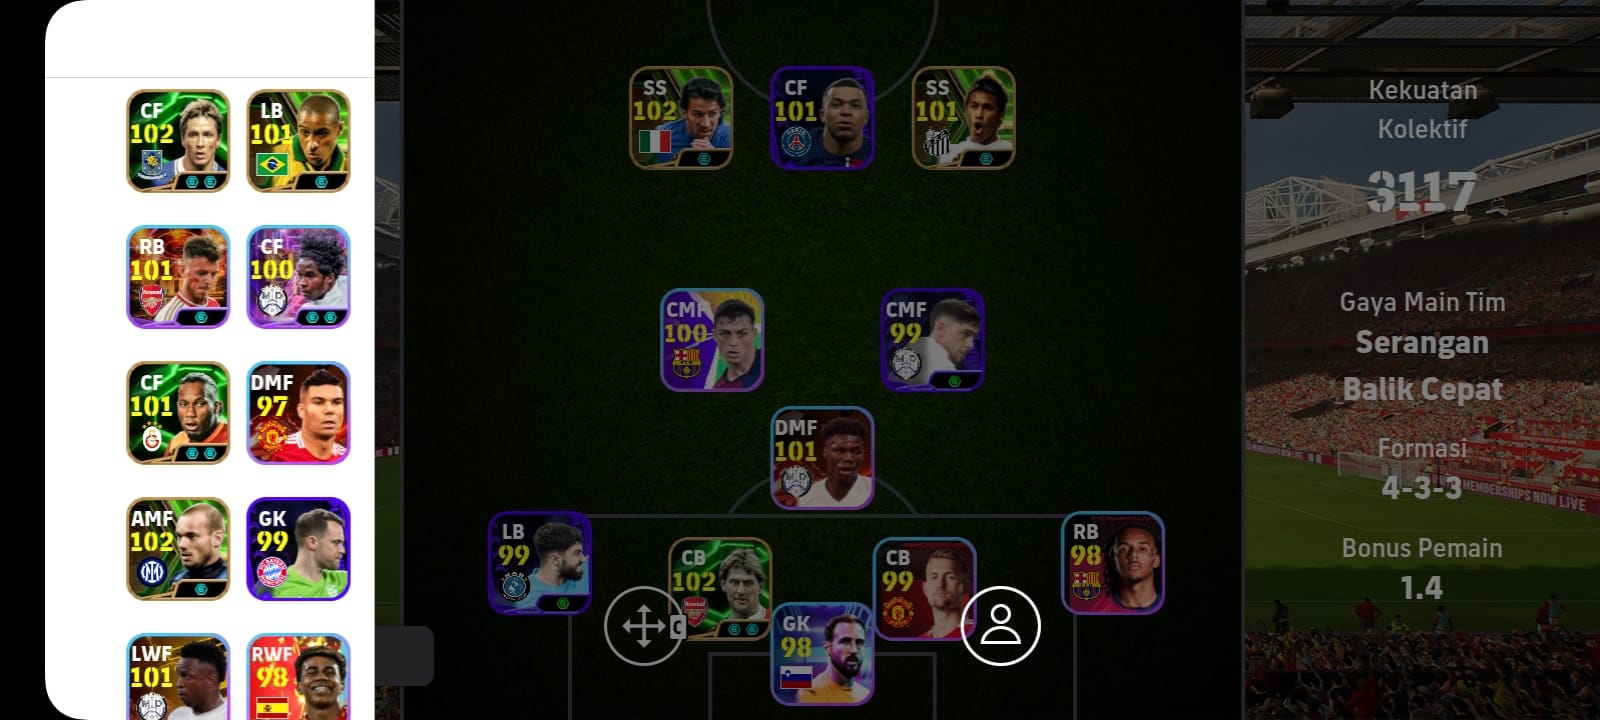 CF
102
LB
101
RB
101
CF
100
CF
101
DMF
97
AMF
102
GK
99
LWF
101
RWF
98
SS
102
CF
101
SS
101
CMF
100
CMF
99
DMF
101
LB
99
CB
102
C
CB
99
RB
98
GK
98
Kekuatan
Kolektif
3117
Gaya Main Tim
Serangan
Balik Cepat
Formasi
4-3-3
MEMBERSHIPS NOW LIVE
Bonus Pemain
1.4